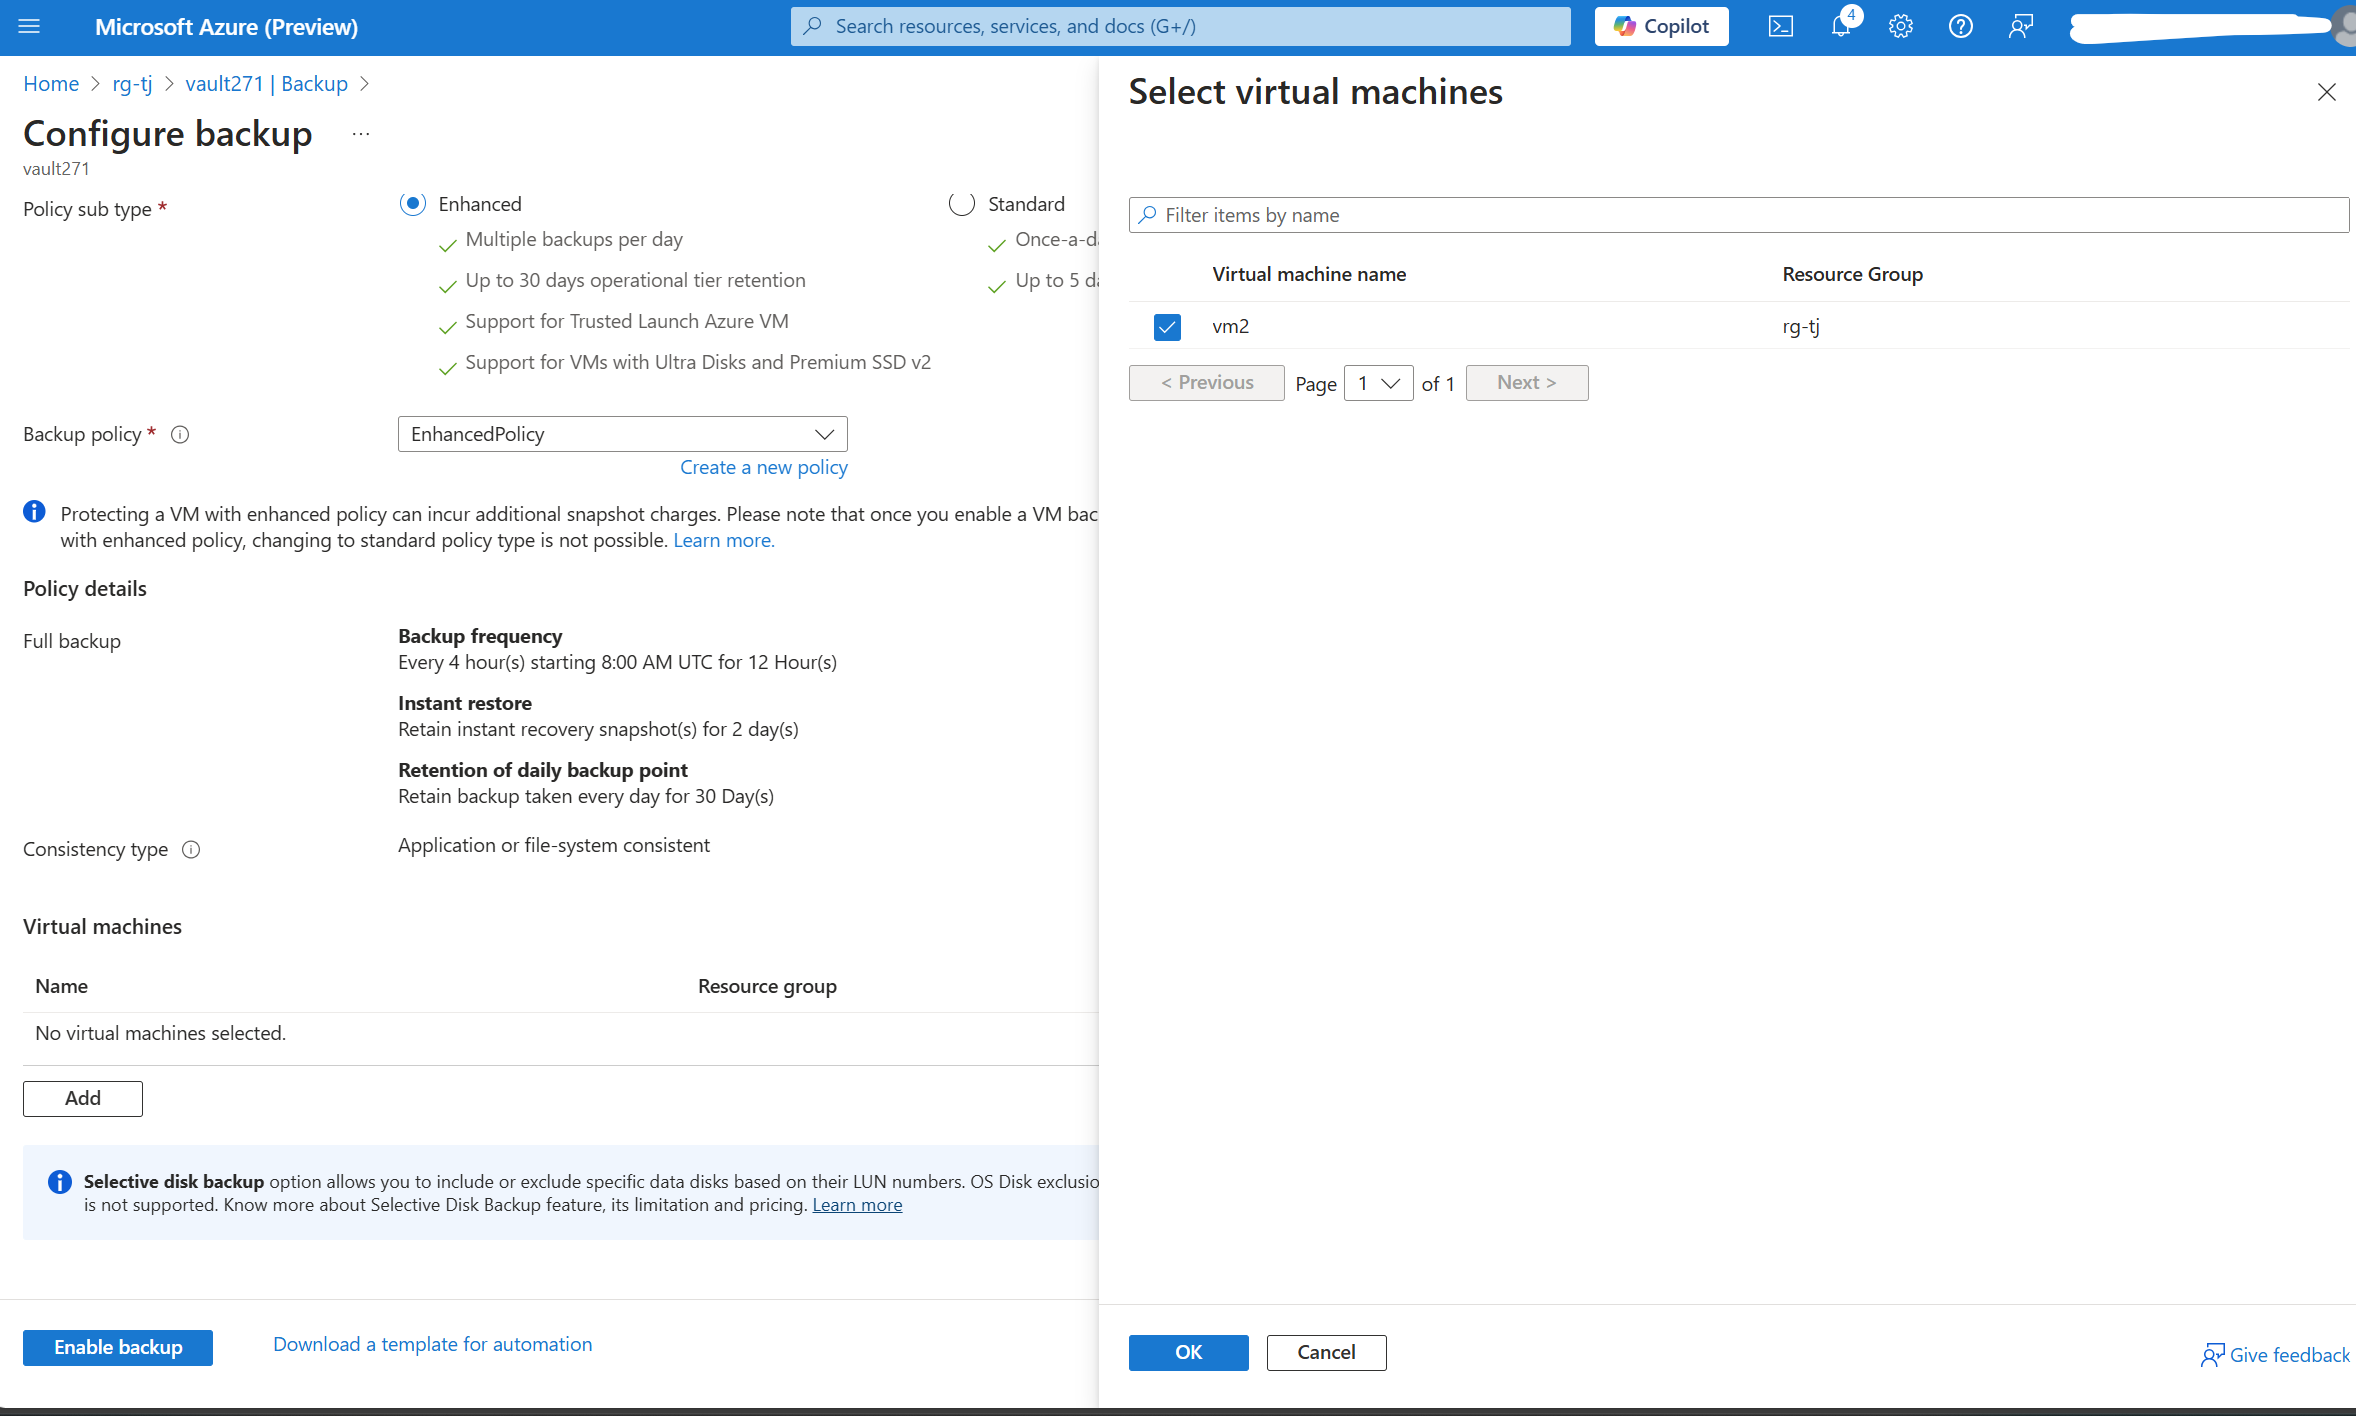 Microsoft Azure (Preview)
Search resources, services, and docs (G+/)
Copilot
4
Home > rg-tj > vault271 | Backup >
Configure backup ...
vault271
Policy sub type *
Enhanced
Multiple backups per day
Up to 30 days operational tier retention
Support for Trusted Launch Azure VM
Support for VMs with Ultra Disks and Premium SSD v2
Standard
Once-a-da
Up to 5 da
Backup policy *
EnhancedPolicy
Create a new policy
Protecting a VM with enhanced policy can incur additional snapshot charges. Please note that once you enable a VM bac
with enhanced policy, changing to standard policy type is not possible. Learn more.
Policy details
Full backup
Backup frequency
Every 4 hour(s) starting 8:00 AM UTC for 12 Hour(s)
Instant restore
Retain instant recovery snapshot(s) for 2 day(s)
Retention of daily backup point
Retain backup taken every day for 30 Day(s)
Consistency type
Application or file-system consistent
Virtual machines
Name Resource group
No virtual machines selected.
Add
Selective disk backup option allows you to include or exclude specific data disks based on their LUN numbers. OS Disk exclusio
is not supported. Know more about Selective Disk Backup feature, its limitation and pricing. Learn more
Enable backup
Download a template for automation
Select virtual machines
Filter items by name
Virtual machine name Resource Group
vm2 rg-tj
< Previous Page 1 of 1 Next >
OK
Cancel
Give feedback